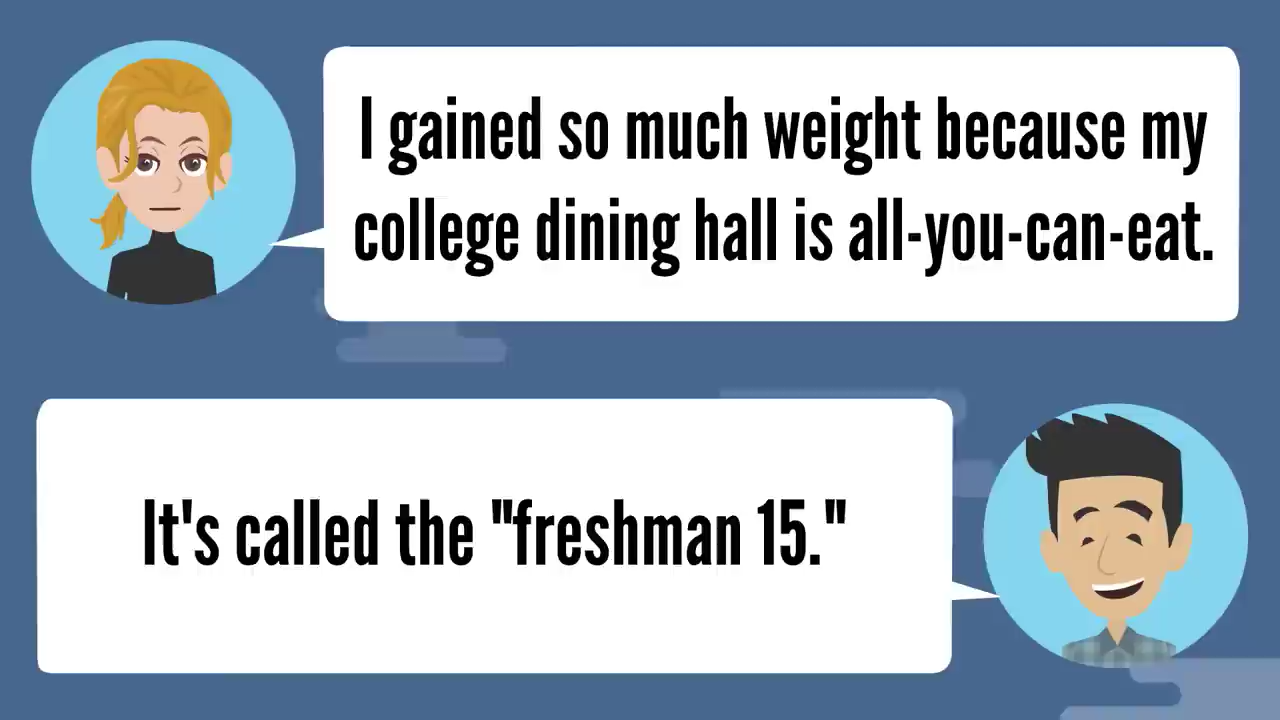 I gained so much weight because my
college dining hall is all-you-can-eat.
It's called the "freshman 15."